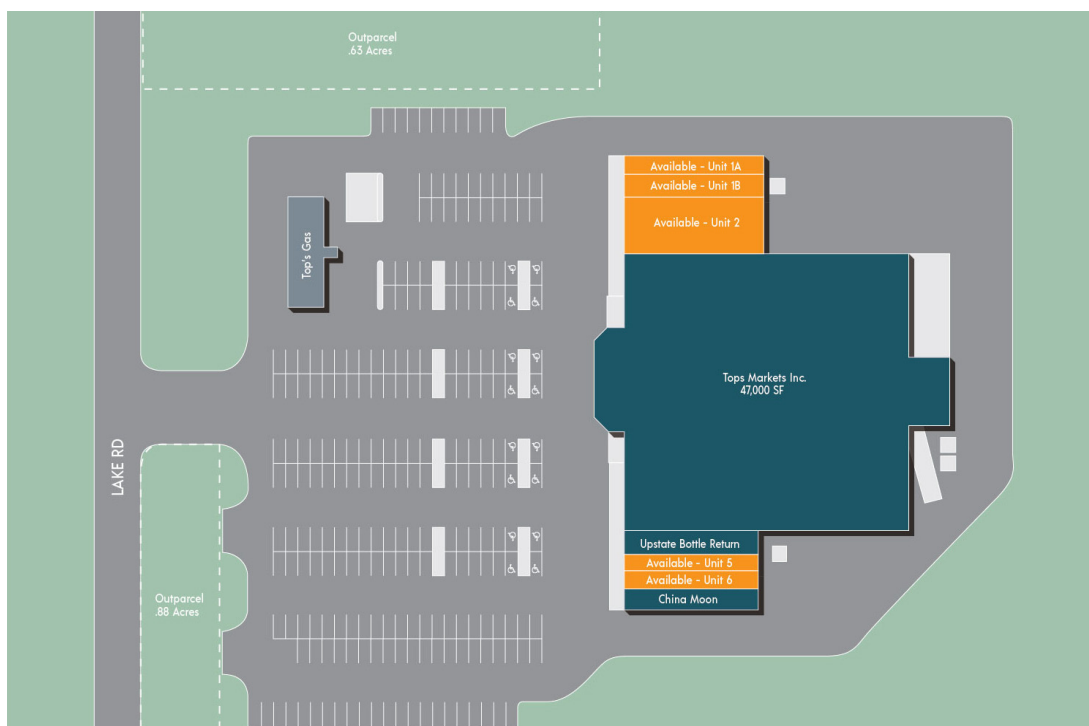 Outparcel
.63 Acres
Available - Unit 1A
Available - Unit 1B
Available - Unit 2
Top's Gas
Tops Markets Inc.
47,000 SF
LAKE RD
Upstate Bottle Return
Available - Unit 5
Available - Unit 6
China Moon
Outparcel
.88 Acres